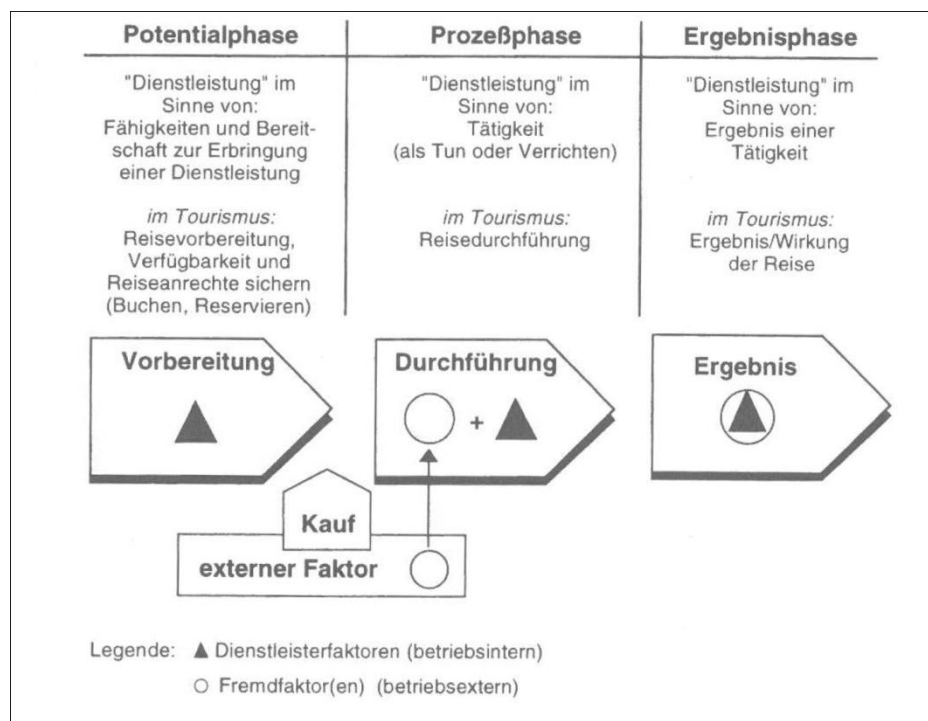 Potentialphase
"Dienstleistung" im
Sinne von:
Fähigkeiten und Bereit-
schaft zur Erbringung
einer Dienstleistung
im Tourismus:
Reisevorbereitung,
Verfügbarkeit und
Reiseanrechte sichern
(Buchen, Reservieren)
Prozeßphase
"Dienstleistung" im
Sinne von:
Tätigkeit
(als Tun oder Verrichten)
im Tourismus:
Reisedurchführung
Ergebnisphase
"Dienstleistung" im
Sinne von:
Ergebnis einer
Tätigkeit
im Tourismus:
Ergebnis/Wirkung
der Reise
Vorbereitung
Durchführung
+
Ergebnis
Kauf
externer Faktor
Legende: ▲ Dienstleisterfaktoren (betriebsintern)
○ Fremdfaktor(en) (betriebsextern)